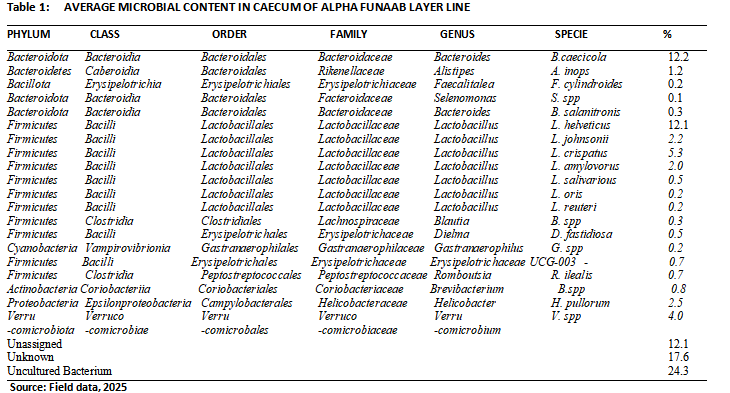 Table 1: AVERAGE MICROBIAL CONTENT IN CAECUM OF ALPHA FUNAAB LAYER LINE
PHYLUM CLASS ORDER FAMILY GENUS SPECIE %
Bacteroidota Bacteroidia Bacteroidales Bacteroidaceae Bacteroides B.caecicola 12.2
Bacteroidetes Caberoidia Bacteroidales Rikenellaceae Alistipes A. inops 1.2
Bacillota Erysipelotrichia Erysipelotrichiales Erysipelotrichiaceae Faecalitalea F. cylindroides 0.2
Bacteroidota Bacteroidia Bacteroidales Facteroidaceae Selenomonas S. spp 0.1
Bacteroidota Bacteroidia Bacteroidales Bacteroidaceae Bacteroides B. salanitronis 0.3
Firmicutes Bacilli Lactobacillales Lactobacillaceae Lactobacillus L. helveticus 12.1
Firmicutes Bacilli Lactobacillales Lactobacillaceae Lactobacillus L. johnsonii 2.2
Firmicutes Bacilli Lactobacillales Lactobacillaceae Lactobacillus L. crispatus 5.3
Firmicutes Bacilli Lactobacillales Lactobacillaceae Lactobacillus L. amylovorus 2.0
Firmicutes Bacilli Lactobacillales Lactobacillaceae Lactobacillus L. salivarious 0.5
Firmicutes Bacilli Lactobacillales Lactobacillaceae Lactobacillus L. oris 0.2
Firmicutes Bacilli Lactobacillales Lactobacillaceae Lactobacillus L. reuteri 0.2
Firmicutes Clostridia Clostridiales Lachnospiraceae Blautia B. spp 0.3
Firmicutes Bacilli Erysipelotrichales Erysipelotrichaceae Dielma D. fastidiosa 0.5
Cyanobacteria Vampirovibrionia Gastranaerophilales Gastranaerophilaceae Gastranaerophilus G. spp 0.2
Firmicutes Bacilli Erysipelotrichales Erysipelotrichaceae Erysipelotrichaceae UCG-003 - 0.7
Firmicutes Clostridia Peptostreptococcales Peptostreptococcaceae Romboutsia R. ilealis 0.7
Actinobacteria Coriobacteriia Coriobacteriales Coriobacteriaceae Brevibacterium B.spp 0.8
Proteobacteria Epsilonproteobacteria Campylobacterales Helicobacteraceae Helicobacter H. pullorum 2.5
Verru Verruco Verru Verruco Verru V. spp 4.0
-comicrobiota -comicrobiae -comicrobales -comicrobiaceae -comicrobium
Unassigned 12.1
Unknown 17.6
Uncultured Bacterium 24.3
Source: Field data, 2025